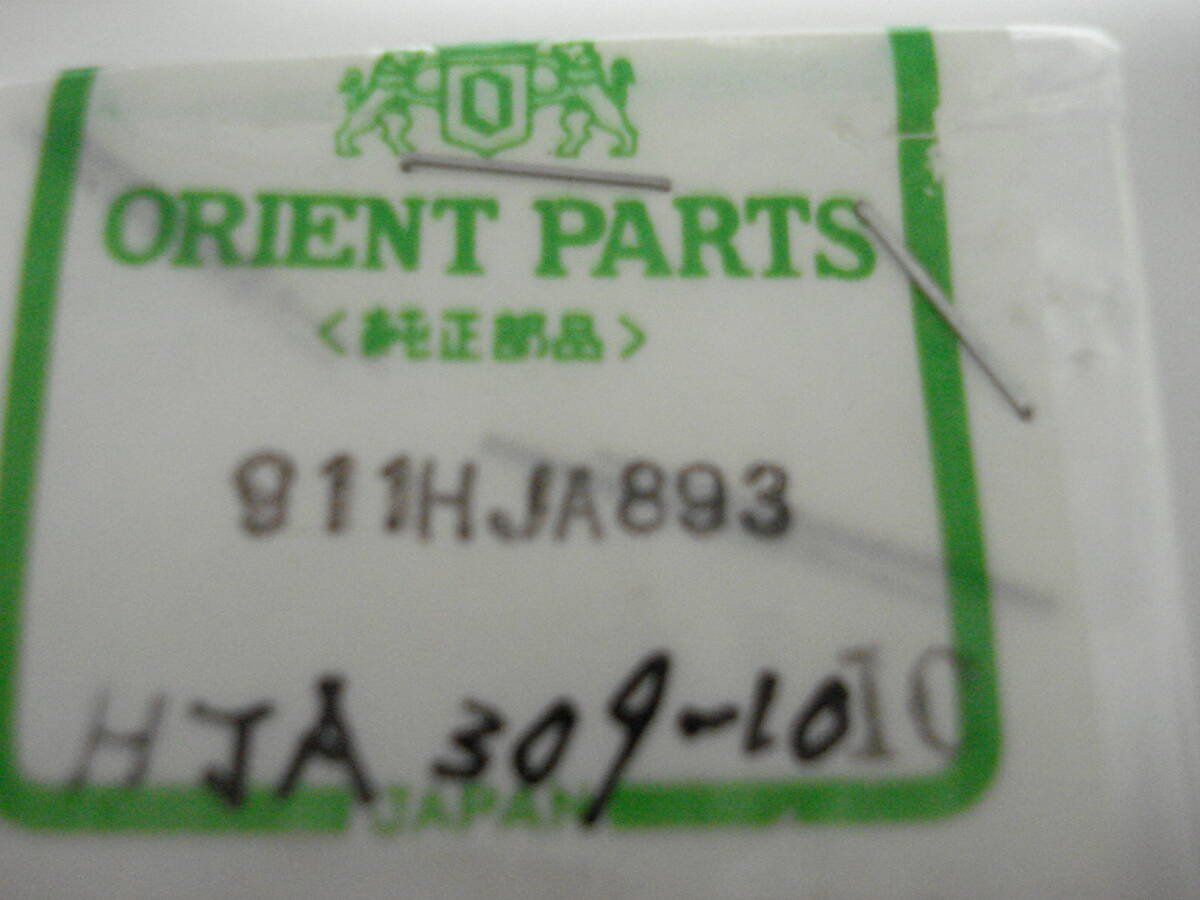 ORIENT PARTS
<純正部品>
911HJA893
HJA 309-10 10
JAPAN